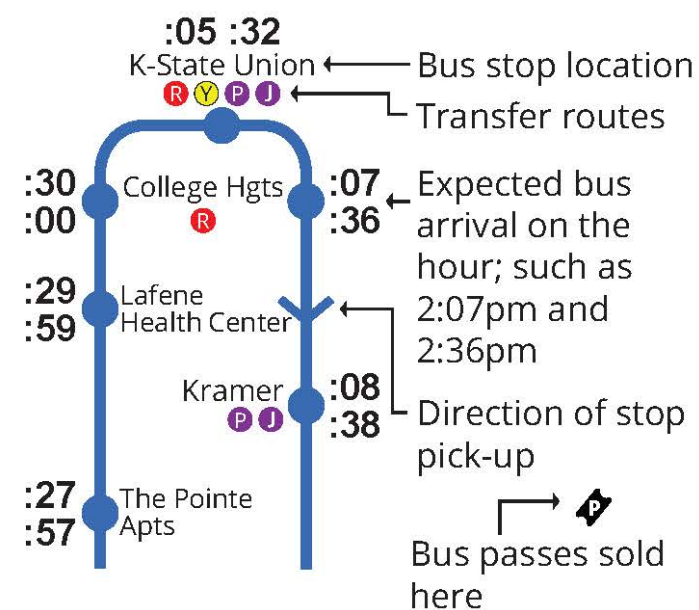 :05 :32
K-State Union
Bus stop location
R Y P J
Transfer routes
:30
:00
College Hgts
R
:07
:36
Expected bus
arrival on the
hour; such as
2:07pm and
2:36pm
:29
:59
Lafene
Health Center
Kramer
P J
:08
:38
Direction of stop
pick-up
:27
:57
The Pointe
Apts
P
Bus passes sold
here